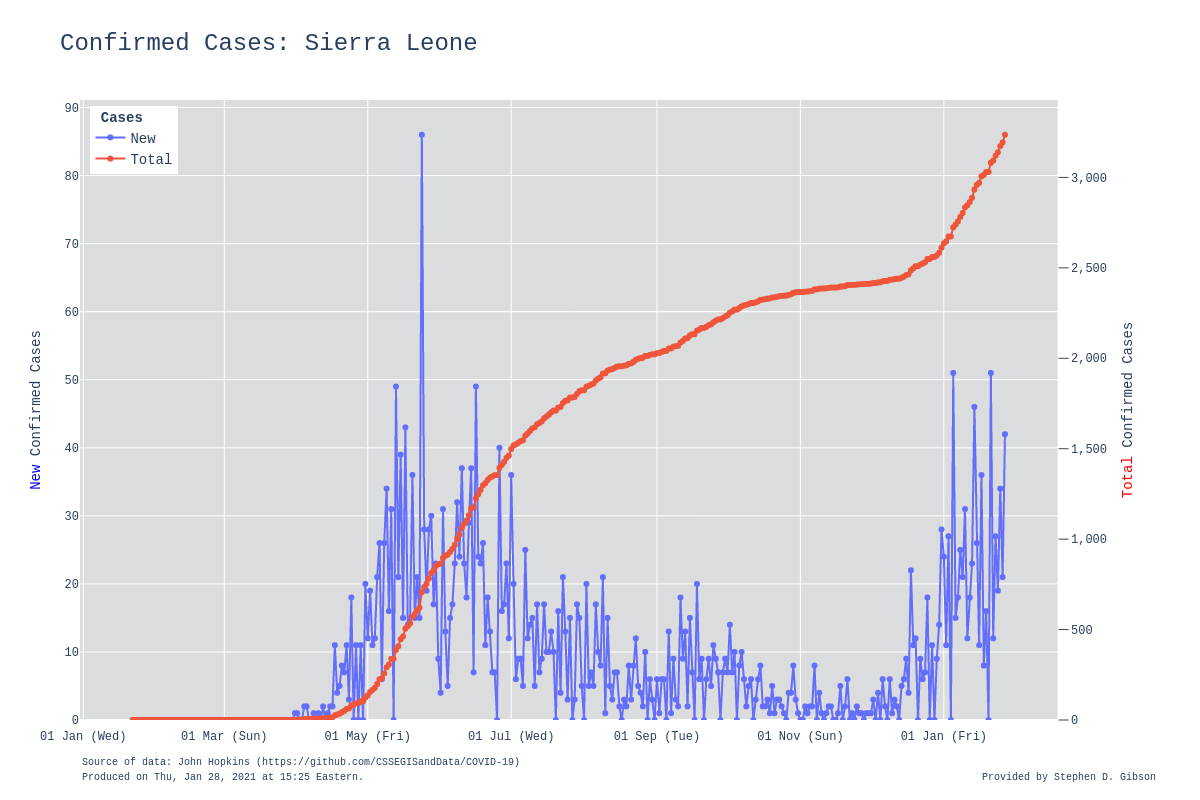 Confirmed Cases: Sierra Leone
Cases
New
Total
90
80
70
60
50
40
30
20
10
0
3,000
2,500
2,000
1,500
1,000
500
0
New Confirmed Cases
Total Confirmed Cases
01 Jan (Wed) 01 Mar (Sun) 01 May (Fri) 01 Jul (Wed) 01 Sep (Tue) 01 Nov (Sun) 01 Jan (Fri)
Source of data: John Hopkins (https://github.com/CSSEGISandData/COVID-19)
Produced on Thu, Jan 28, 2021 at 15:25 Eastern.
Provided by Stephen D. Gibson